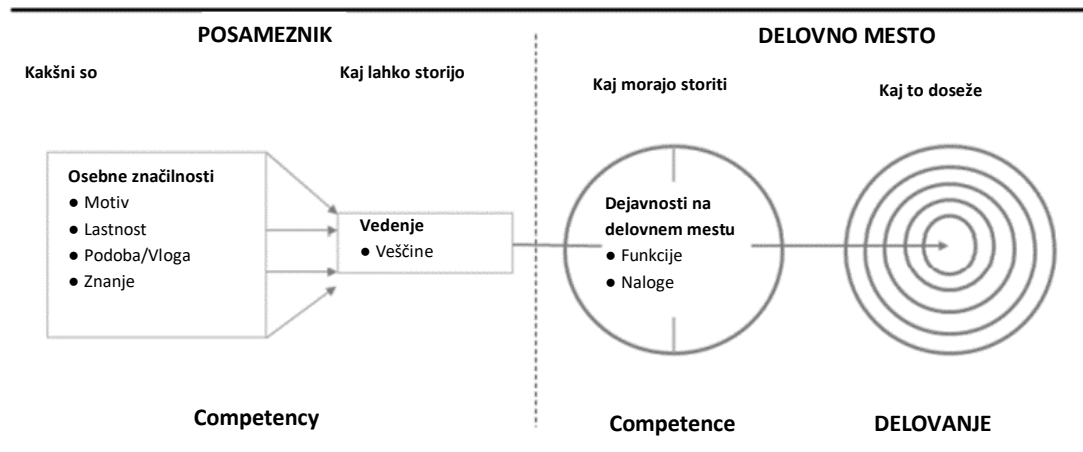 POSAMEZNIK
DELOVNO MESTO
Kakšni so
Kaj lahko storijo
Kaj morajo storiti
Kaj to doseže
Osebne značilnosti
● Motiv
● Lastnost
● Podoba/Vloga
● Znanje
Vedenje
● Veščine
Dejavnosti na
delovnem mestu
● Funkcije
● Naloge
Competency
Competence
DELOVANJE